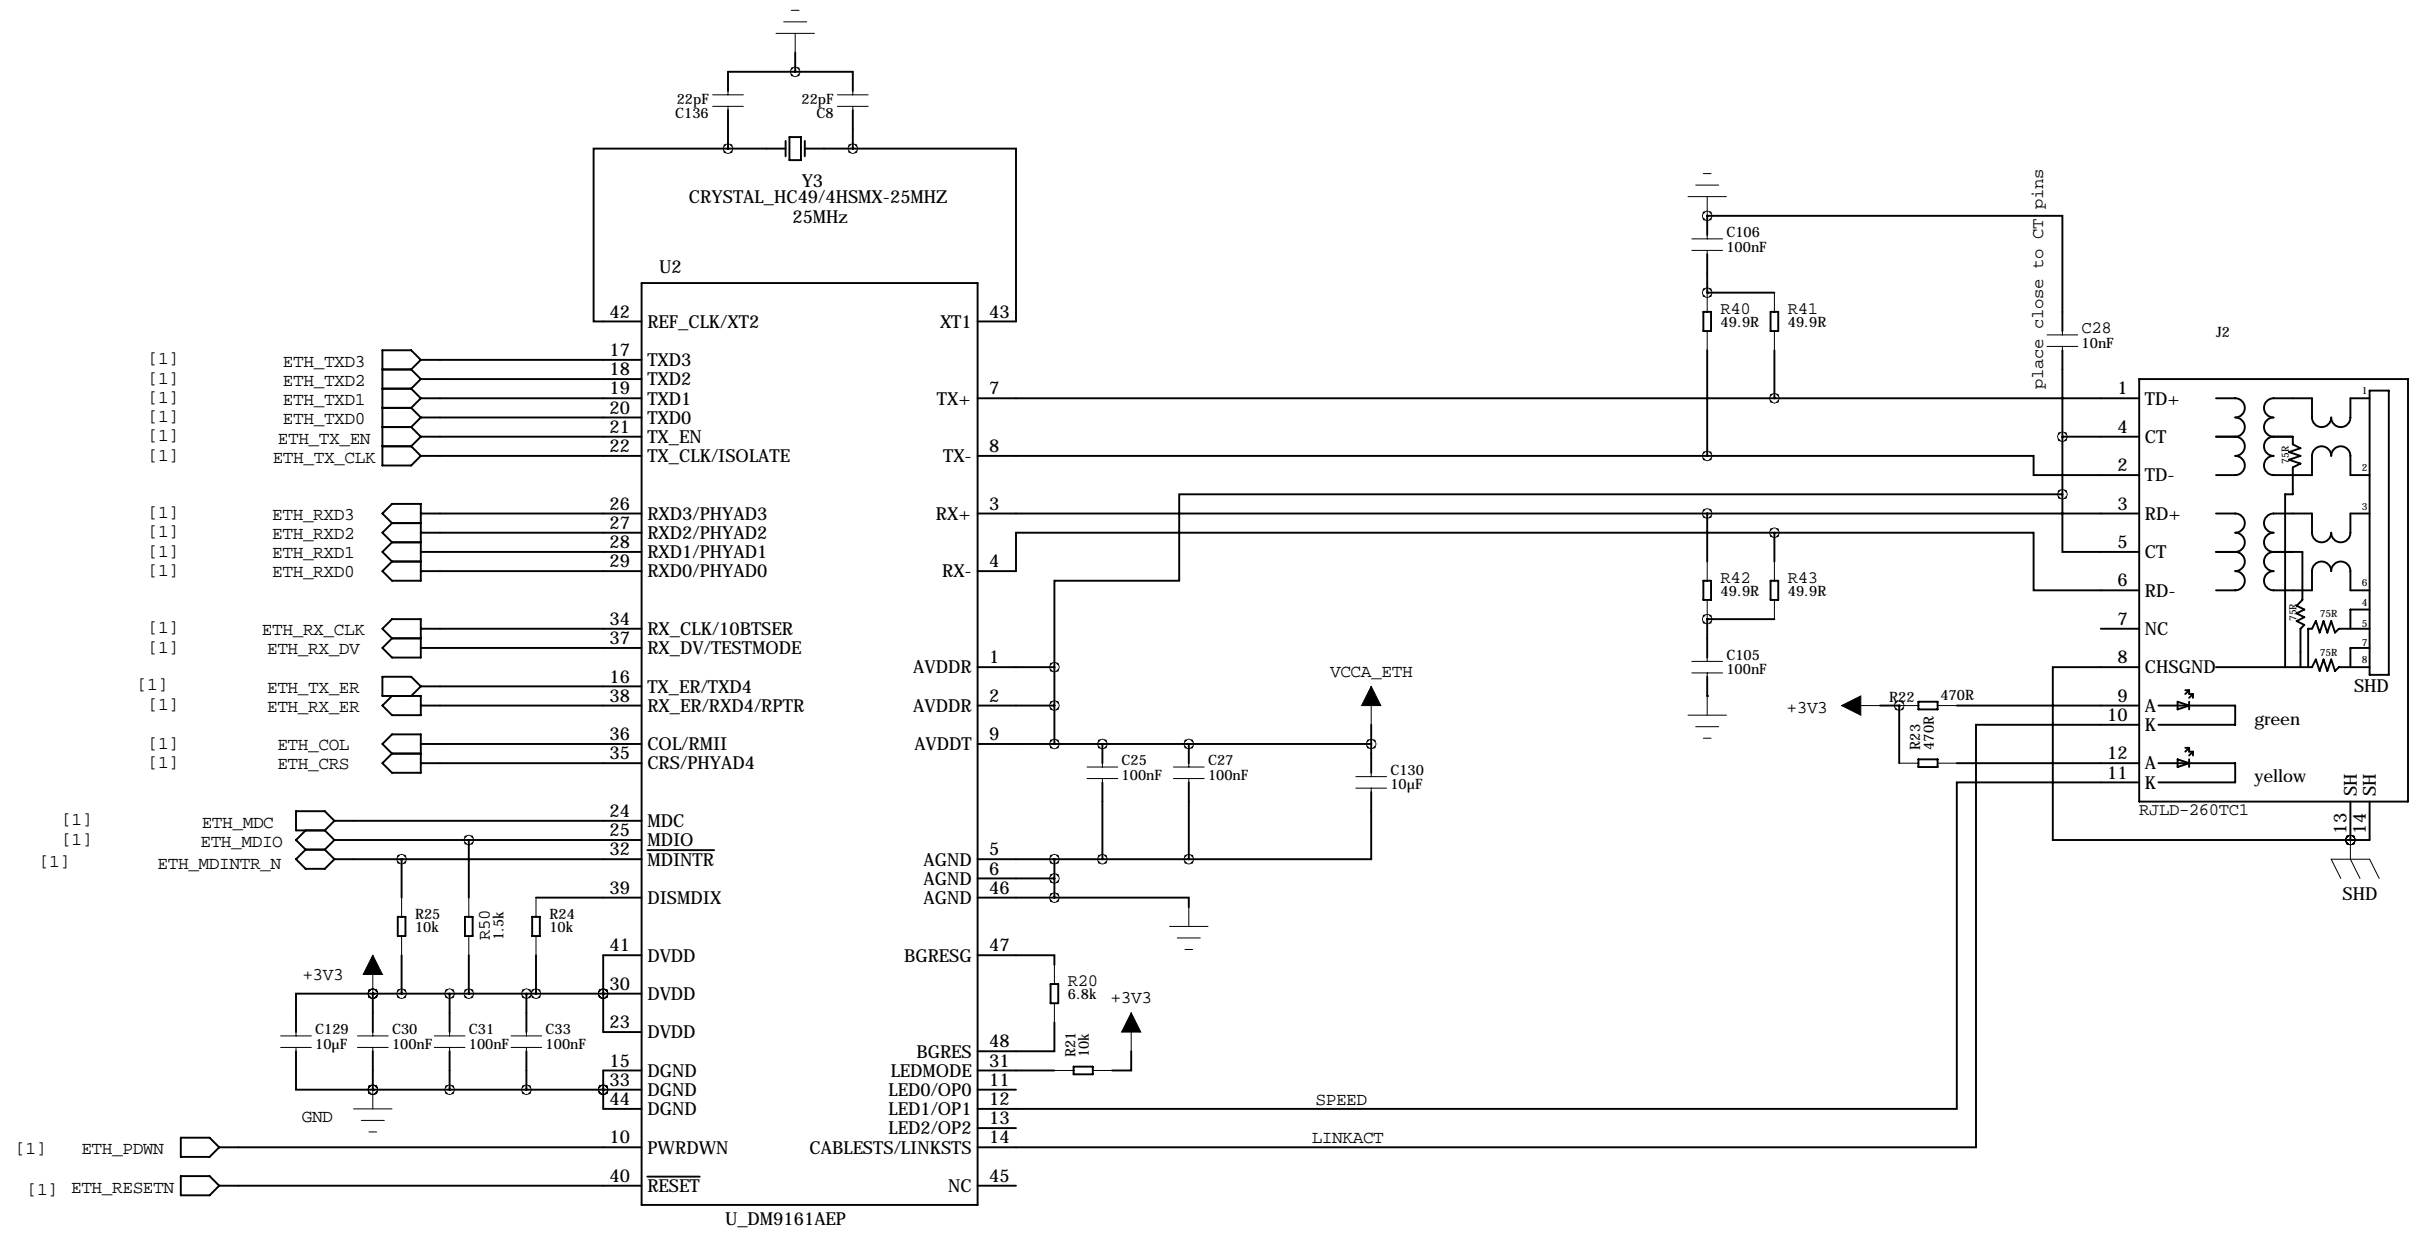 22pF
C136
22pF
C8
Y3
CRYSTAL_HC49/4HSMX-25MHZ
25MHz
U2
42 REF_CLK/XT2
XT1 43
[1] ETH_TXD3 17 TXD3
[1] ETH_TXD2 18 TXD2
[1] ETH_TXD1 19 TXD1
[1] ETH_TXD0 20 TXD0
[1] ETH_TX_EN 21 TX_EN
[1] ETH_TX_CLK 22 TX_CLK/ISOLATE
[1] ETH_RXD3 26 RXD3/PHYAD3
[1] ETH_RXD2 27 RXD2/PHYAD2
[1] ETH_RXD1 28 RXD1/PHYAD1
[1] ETH_RXD0 29 RXD0/PHYAD0
[1] ETH_RX_CLK 34 RX_CLK/10BTSER
[1] ETH_RX_DV 37 RX_DV/TESTMODE
[1] ETH_TX_ER 16 TX_ER/TXD4
[1] ETH_RX_ER 38 RX_ER/RXD4/RPTR
[1] ETH_COL 36 COL/RMII
[1] ETH_CRS 35 CRS/PHYAD4
[1] ETH_MDC 24 MDC
[1] ETH_MDIO 25 MDIO
[1] ETH_MDINTR_N 32 MDINTR
39 DISMDIX
R25
10k
R50
1.5k
R24
10k
41 DVDD
+3V3
30 DVDD
23 DVDD
C129
10µF
C30
100nF
C31
100nF
C33
100nF
15 DGND
33 DGND
44 DGND
GND
[1] ETH_PDWN 10 PWRDWN
[1] ETH_RESETN 40 RESET
U_DM9161AEP
TX+ 7
TX- 8
RX+ 3
RX- 4
AVDDR 1
AVDDR 2
AVDDT 9
VCCA_ETH
C25
100nF
C27
100nF
C130
10µF
AGND 5
AGND 6
AGND 46
BGRESG 47
R20
6.8k
+3V3
BGRES 48
R21
10k
LEDMODE 31
LED0/OP0 11
LED1/OP1 12 SPEED
LED2/OP2 13
CABLESTS/LINKSTS 14 LINKACT
NC 45
C106
100nF
R40
49.9R
R41
49.9R
place close to CT pins
C28
10nF
R42
49.9R
R43
49.9R
C105
100nF
+3V3
R22 470R
R23
470R
J2
1 TD+
4 CT
2 TD-
3 RD+
5 CT
6 RD-
7 NC
8 CHSGND
9 A
10 K
green
12 A
11 K
yellow
75R
75R
75R
75R
1
2
3
6
4
5
7
8
SHD
SH
SH
RJLD-260TC1
13
14
SHD